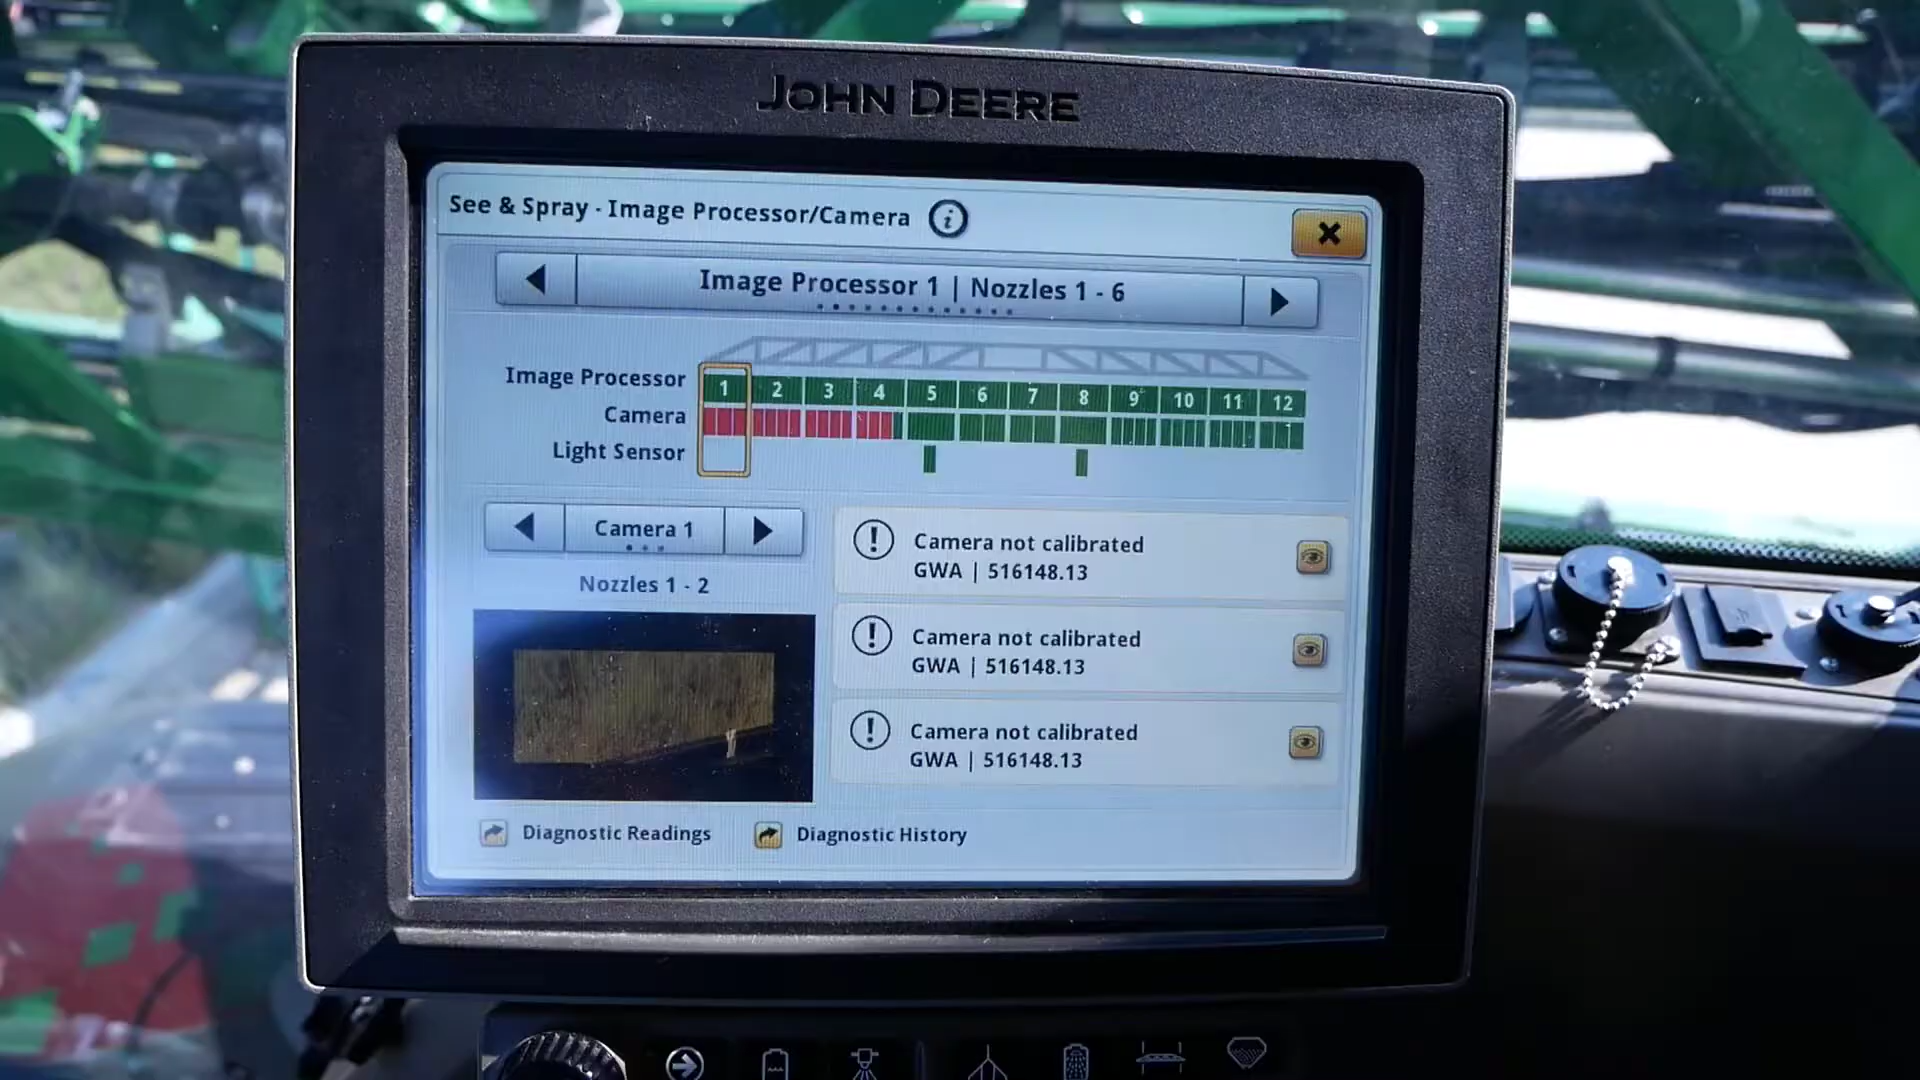 JOHN DEERE
See & Spray - Image Processor/Camera i
Image Processor 1 | Nozzles 1 - 6
Image Processor 1 2 3 4 5 6 7 8 9 10 11 12
Camera
Light Sensor
Camera 1
Nozzles 1 - 2
Camera not calibrated
GWA | 516148.13
Camera not calibrated
GWA | 516148.13
Camera not calibrated
GWA | 516148.13
Diagnostic Readings Diagnostic History